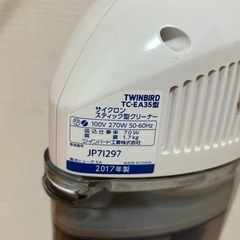 TWINBIRD
TC-EA35型
サイクロン
スティック型クリーナー
100V 270W 50-60Hz
吸込仕事率 70W
質量 1.7kg
ツインバード工業株式会社
JP7I297
2017年製
MADE IN CHINA